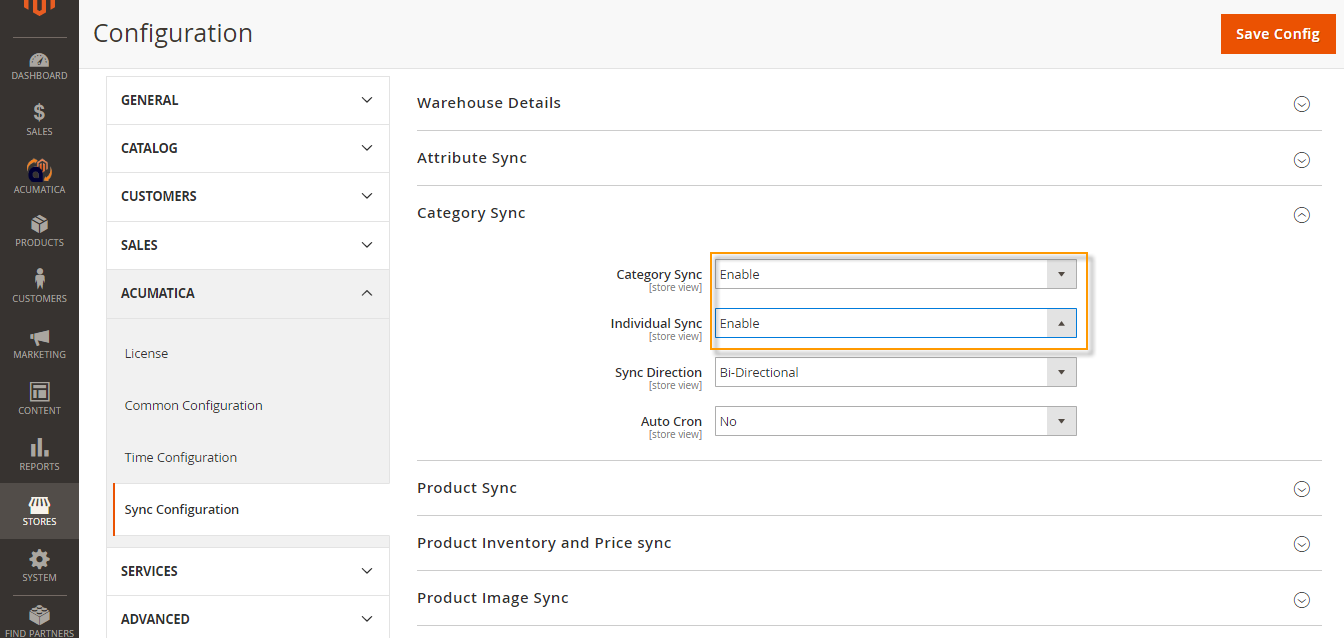 Configuration
Save Config
DASHBOARD
SALES
ACUMATICA
PRODUCTS
CUSTOMERS
MARKETING
CONTENT
REPORTS
STORES
SYSTEM
FIND PARTNERS
GENERAL
CATALOG
CUSTOMERS
SALES
ACUMATICA
License
Common Configuration
Time Configuration
Sync Configuration
SERVICES
ADVANCED
Warehouse Details
Attribute Sync
Category Sync
Category Sync Enable
[store view]
Individual Sync Enable
[store view]
Sync Direction Bi-Directional
[store view]
Auto Cron No
[store view]
Product Sync
Product Inventory and Price sync
Product Image Sync